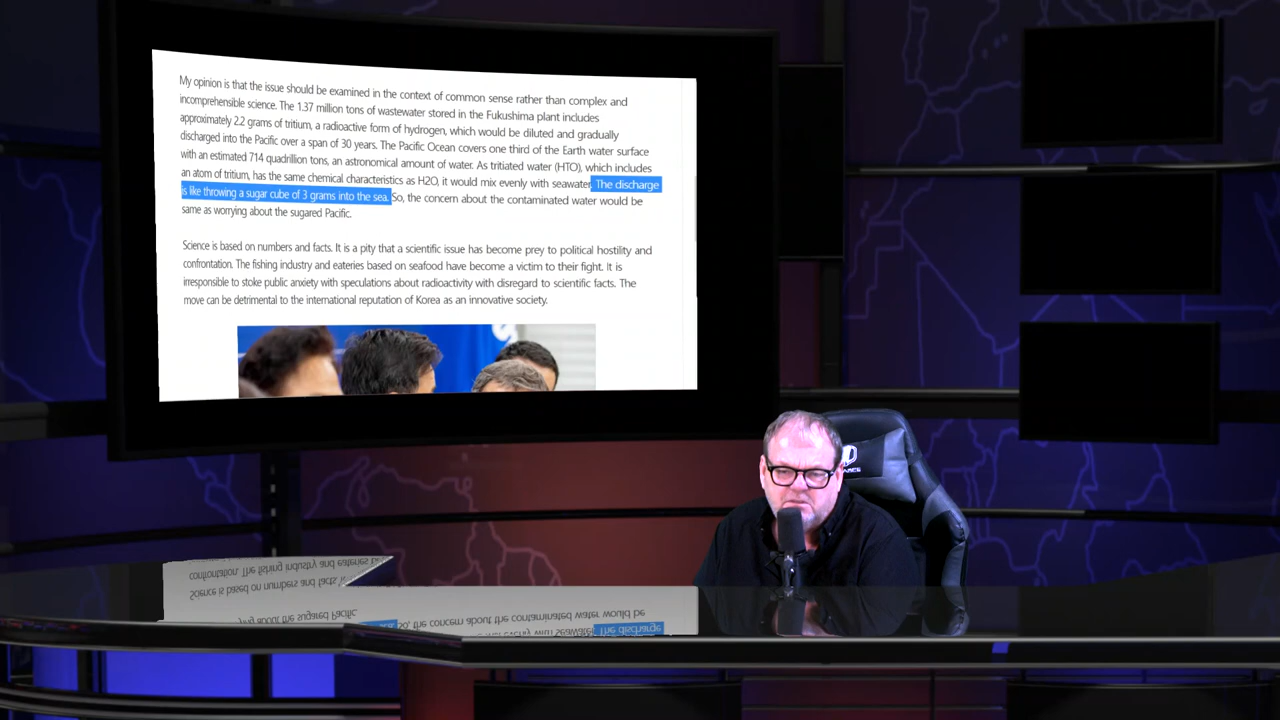 My opinion is that the issue should be examined in the context of common sense rather than complex and
incomprehensible science. The 1.37 million tons of wastewater stored in the Fukushima plant includes
approximately 2.2 grams of tritium, a radioactive form of hydrogen, which would be diluted and gradually
discharged into the Pacific over a span of 30 years. The Pacific Ocean covers one third of the Earth water surface
with an estimated 714 quadrillion tons, an astronomical amount of water. As tritiated water (HTO), which includes
an atom of tritium, has the same chemical characteristics as H2O, it would mix evenly with seawater. The discharge
is like throwing a sugar cube of 3 grams into the sea. So, the concern about the contaminated water would be
same as worrying about the sugared Pacific.
Science is based on numbers and facts. It is a pity that a scientific issue has become prey to political hostility and
confrontation. The fishing industry and eateries based on seafood have become a victim to their fight. It is
irresponsible to stoke public anxiety with speculations about radioactivity with disregard to scientific facts. The
move can be detrimental to the international reputation of Korea as an innovative society.